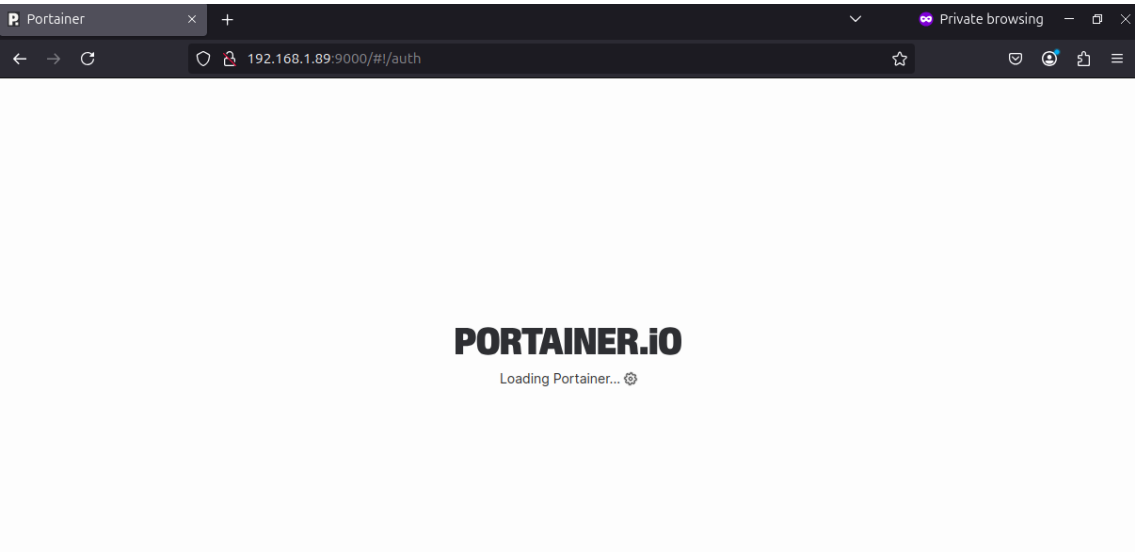 Portainer
Private browsing
192.168.1.89:9000/#!/auth
PORTAINER.iO
Loading Portainer...